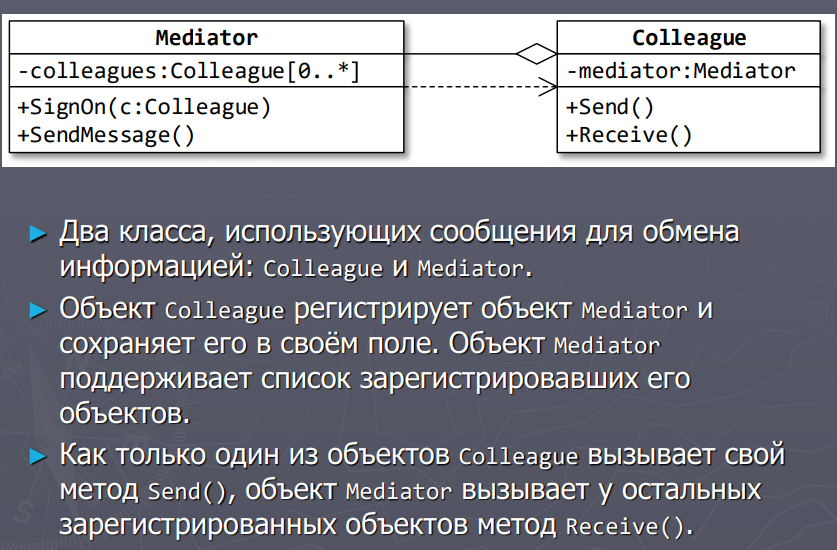 Mediator
-colleagues:Colleague[0..*]
+SignOn(c:Colleague)
+SendMessage()
Colleague
-mediator:Mediator
+Send()
+Receive()
► Два класса, использующих сообщения для обмена
информацией: Colleague и Mediator.
► Объект Colleague регистрирует объект Mediator и
сохраняет его в своём поле. Объект Mediator
поддерживает список зарегистрировавших его
объектов.
► Как только один из объектов Colleague вызывает свой
метод Send(), объект Mediator вызывает у остальных
зарегистрированных объектов метод Receive().